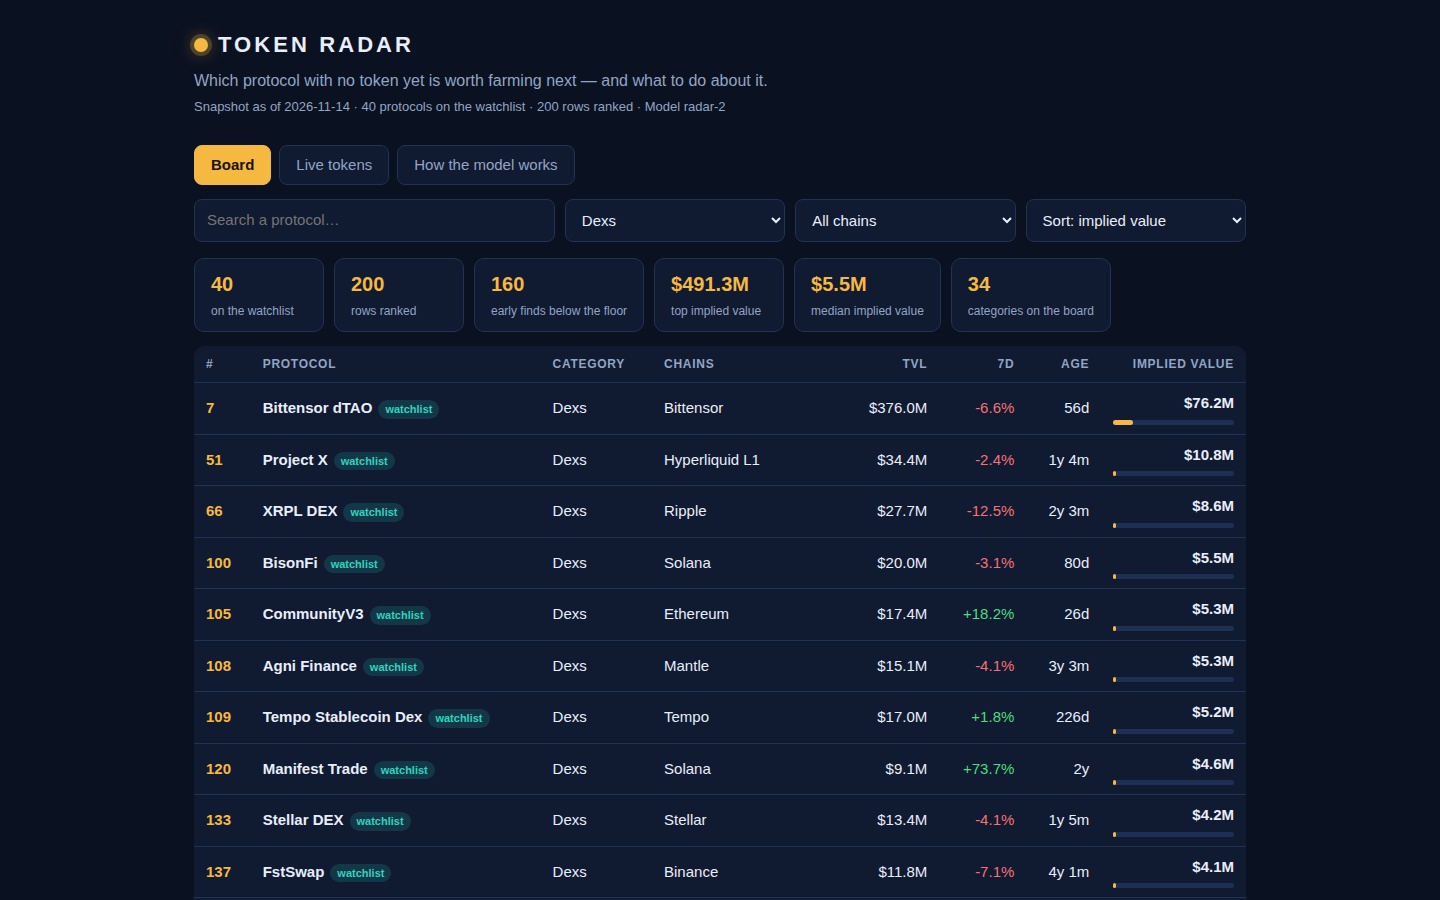 TOKEN RADAR
Which protocol with no token yet is worth farming next — and what to do about it.
Snapshot as of 2026-11-14 · 40 protocols on the watchlist · 200 rows ranked · Model radar-2
Board Live tokens How the model works
Search a protocol… Dexs All chains Sort: implied value
40 200 160 $491.3M $5.5M 34
on the watchlist rows ranked early finds below the floor top implied value median implied value categories on the board
# PROTOCOL CATEGORY CHAINS TVL 7D AGE IMPLIED VALUE
7 Bittensor dTAO watchlist Dexs Bittensor $376.0M -6.6% 56d $76.2M
51 Project X watchlist Dexs Hyperliquid L1 $34.4M -2.4% 1y 4m $10.8M
66 XRPL DEX watchlist Dexs Ripple $27.7M -12.5% 2y 3m $8.6M
100 BisonFi watchlist Dexs Solana $20.0M -3.1% 80d $5.5M
105 CommunityV3 watchlist Dexs Ethereum $17.4M +18.2% 26d $5.3M
108 Agni Finance watchlist Dexs Mantle $15.1M -4.1% 3y 3m $5.3M
109 Tempo Stablecoin Dex watchlist Dexs Tempo $17.0M +1.8% 226d $5.2M
120 Manifest Trade watchlist Dexs Solana $9.1M +73.7% 2y $4.6M
133 Stellar DEX watchlist Dexs Stellar $13.4M -4.1% 1y 5m $4.2M
137 FstSwap watchlist Dexs Binance $11.8M -7.1% 4y 1m $4.1M